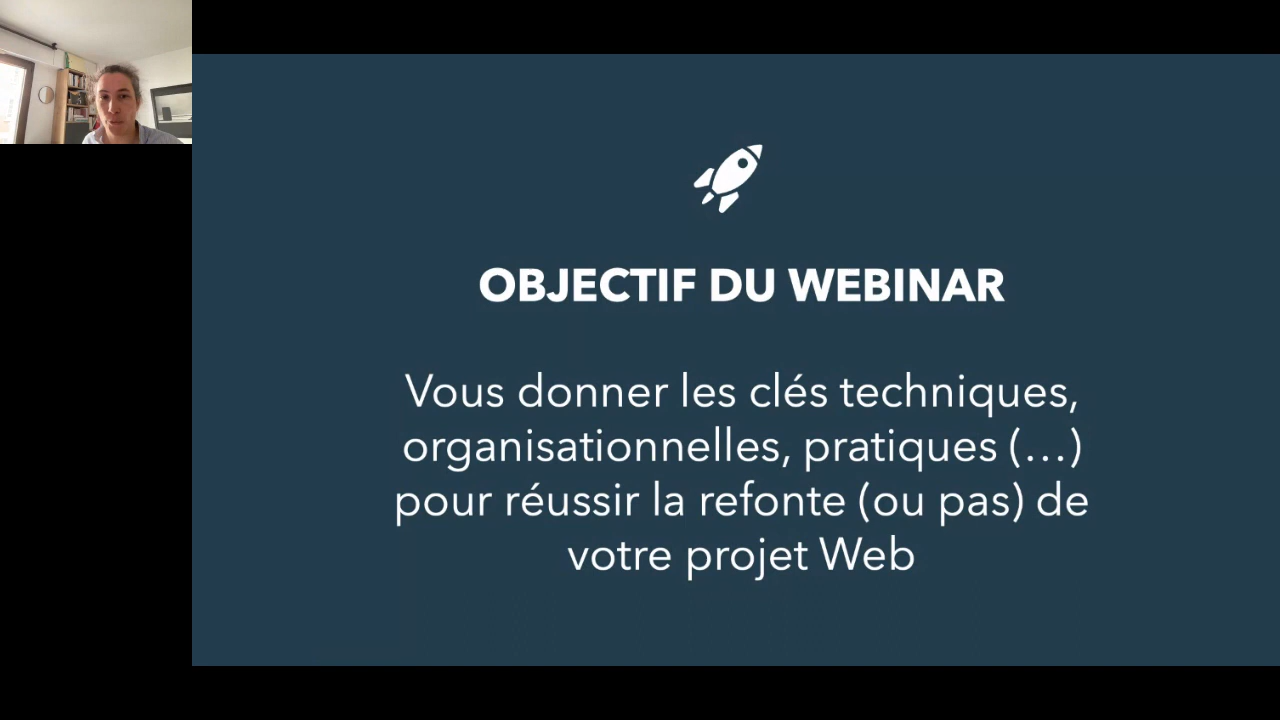 OBJECTIF DU WEBINAR
Vous donner les clés techniques,
organisationnelles, pratiques (…)
pour réussir la refonte (ou pas) de
votre projet Web